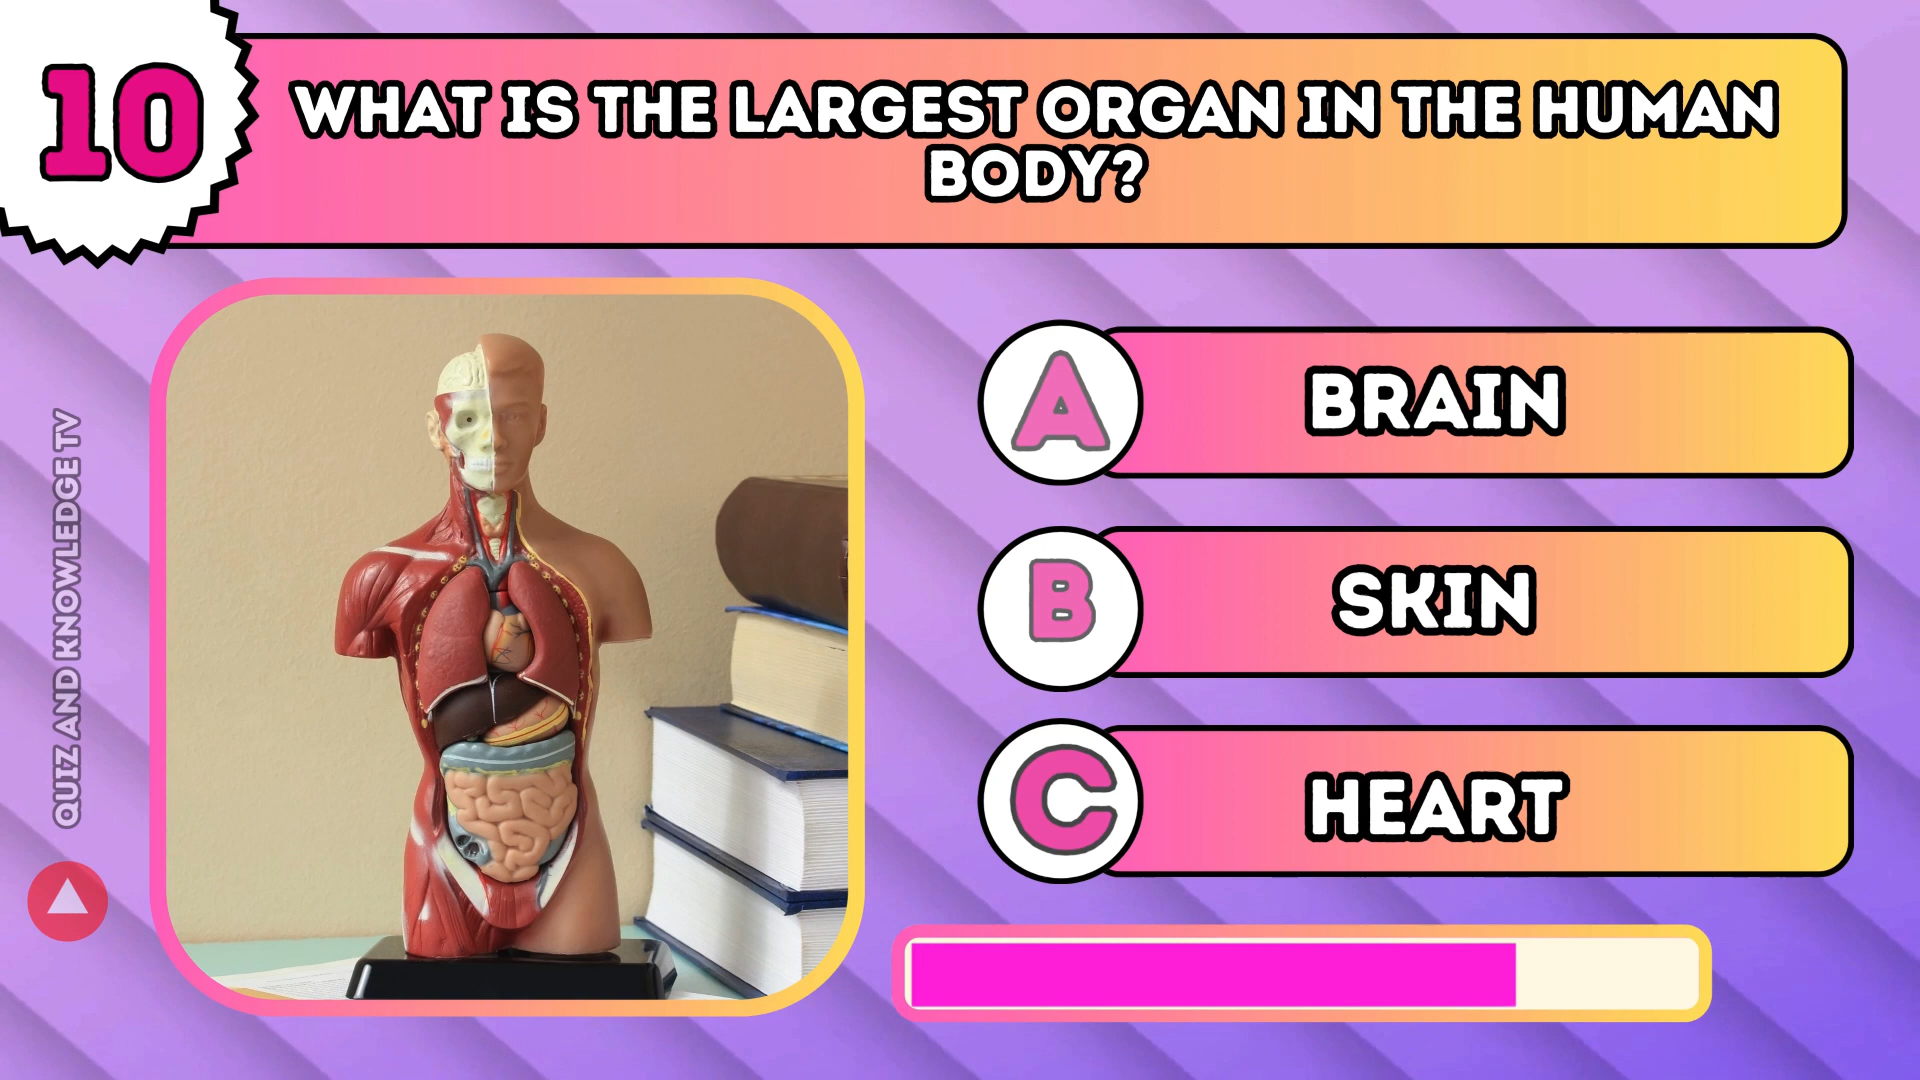 10
WHAT IS THE LARGEST ORGAN IN THE HUMAN
BODY?
A
BRAIN
B
SKIN
C
HEART
QUIZ AND KNOWLEDGE TV